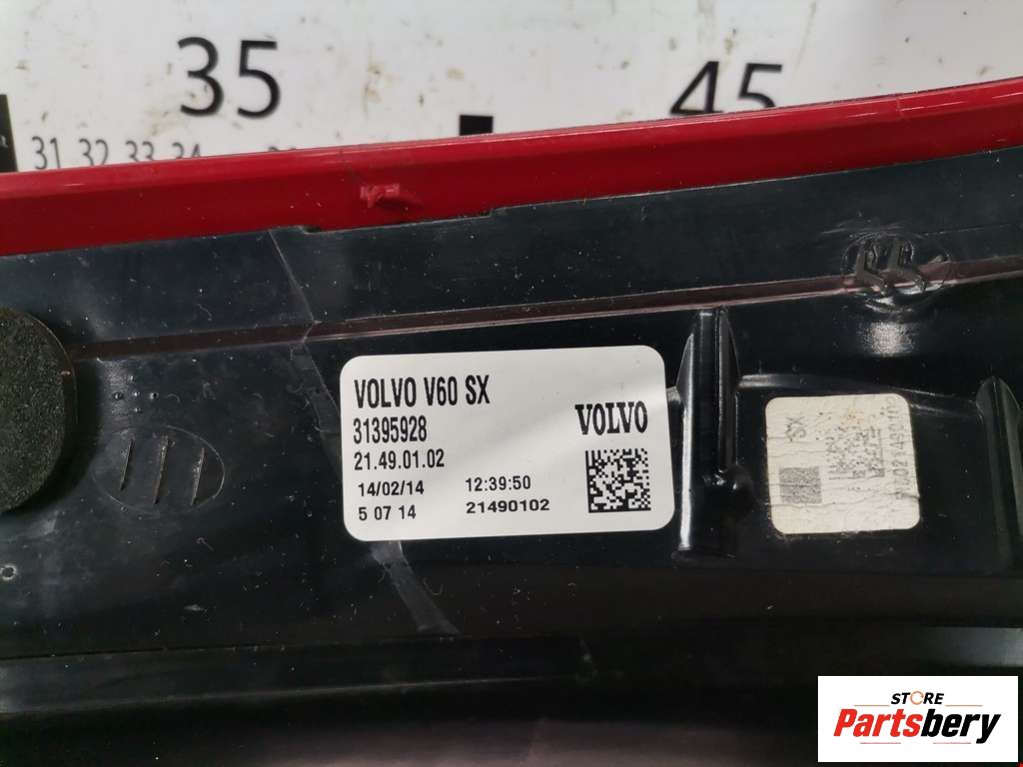 35
45
31 32 33 34
VOLVO V60 SX
31395928
21.49.01.02
14/02/14 12:39:50
5 07 14 21490102
VOLVO
SX
STORE
Partsbery